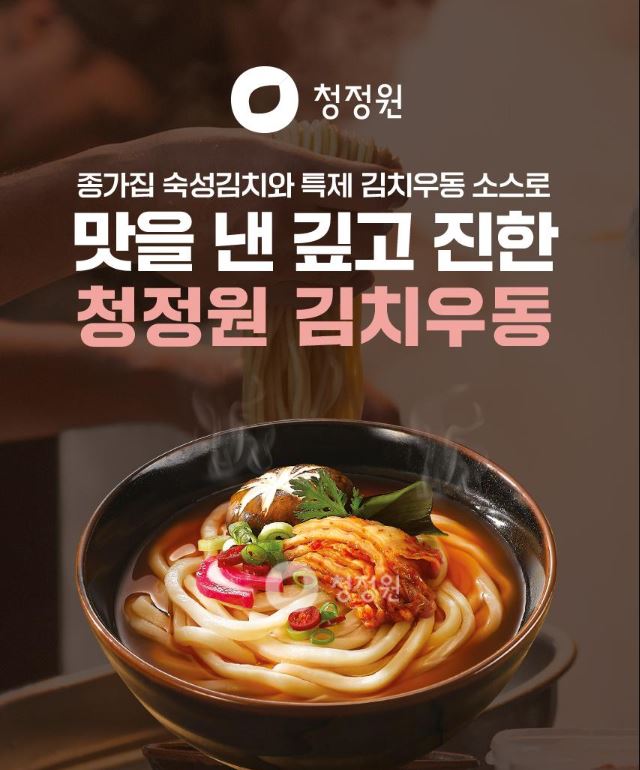 청정원
종가집 숙성김치와 특제 김치우동 소스로
맛을 낸 깊고 진한
청정원 김치우동
청정원